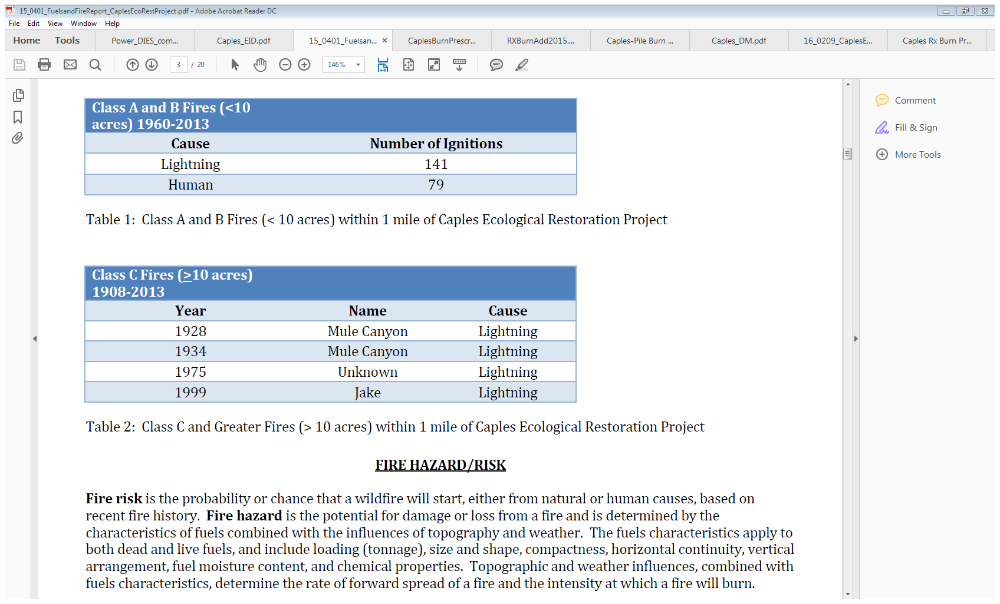 15_0401_FuelsandFireReport_CaplesEcoRestProject.pdf - Adobe Acrobat Reader DC
File Edit View Window Help
Home Tools Power_DIES_com... Caples_EID.pdf 15_0401_Fuelsan... × CaplesBurnPrescr... RXBurnAdd2015.... Caples-Pile Burn ... Caples_DM.pdf 16_0209_CaplesE... Caples Rx Burn Pr...
3 / 20 146%
Comment
Fill & Sign
More Tools
Class A and B Fires (<10
acres) 1960-2013
Cause Number of Ignitions
Lightning 141
Human 79
Table 1: Class A and B Fires (< 10 acres) within 1 mile of Caples Ecological Restoration Project
Class C Fires (≥10 acres)
1908-2013
Year Name Cause
1928 Mule Canyon Lightning
1934 Mule Canyon Lightning
1975 Unknown Lightning
1999 Jake Lightning
Table 2: Class C and Greater Fires (> 10 acres) within 1 mile of Caples Ecological Restoration Project
FIRE HAZARD/RISK
Fire risk is the probability or chance that a wildfire will start, either from natural or human causes, based on
recent fire history. Fire hazard is the potential for damage or loss from a fire and is determined by the
characteristics of fuels combined with the influences of topography and weather. The fuels characteristics apply to
both dead and live fuels, and include loading (tonnage), size and shape, compactness, horizontal continuity, vertical
arrangement, fuel moisture content, and chemical properties. Topographic and weather influences, combined with
fuels characteristics, determine the rate of forward spread of a fire and the intensity at which a fire will burn.